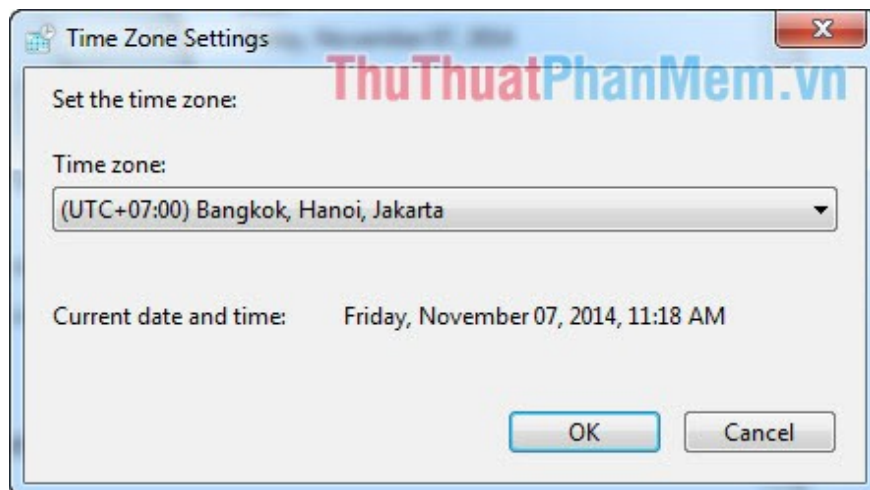 Time Zone Settings
ThuThuatPhanMem.vn
Set the time zone:
Time zone:
(UTC+07:00) Bangkok, Hanoi, Jakarta
Current date and time: Friday, November 07, 2014, 11:18 AM
OK Cancel